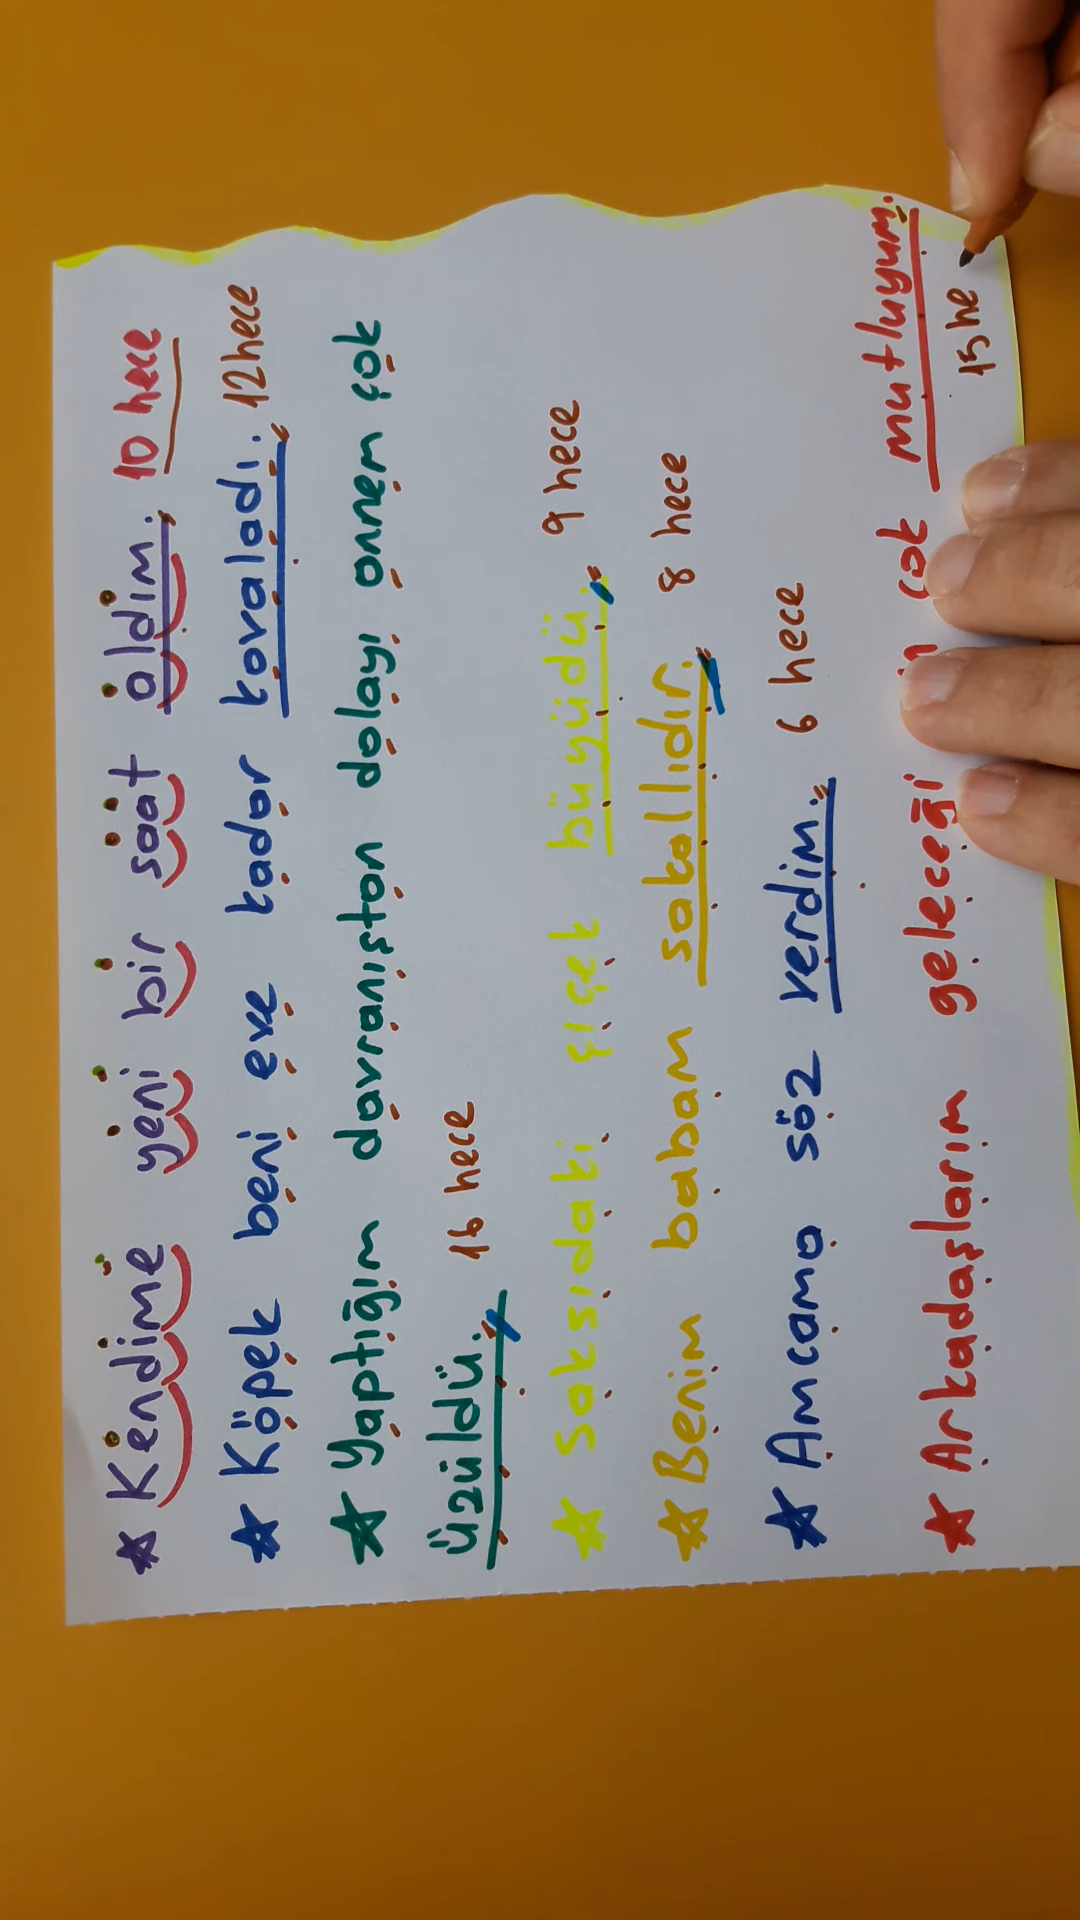 Kendime yeni bir saat aldım. 10 hece
Köpek beni eve kadar kovaladı. 12 hece
Yaptığım davranıştan dolayı annem çok
üzüldü. 16 hece
Saksıdaki çiçek büyüdü. 9 hece
Benim babam sakallıdır. 8 hece
Amcama söz verdim. 6 hece
Arkadaşlarım çok mutluyum.
15 he